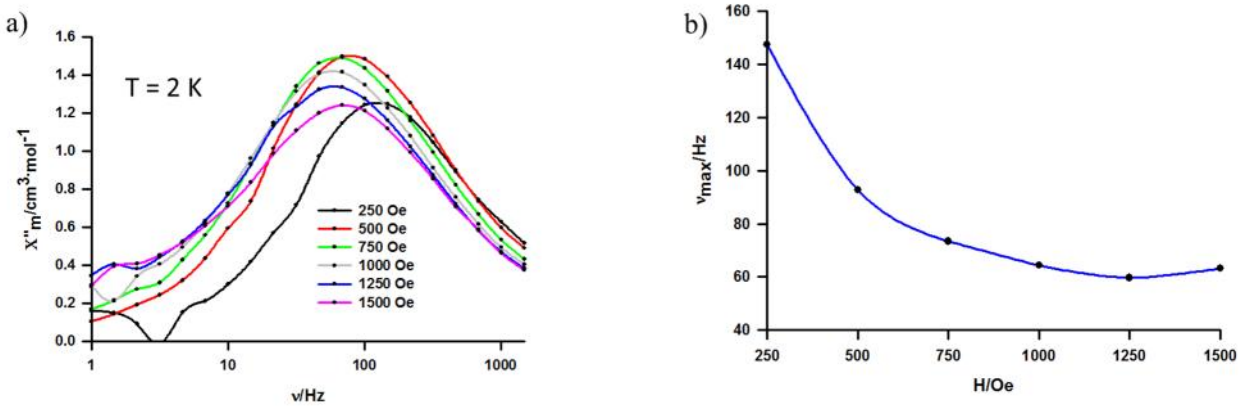 a)
1.6
1.4
1.2
1.0
0.8
0.6
0.4
0.2
0.0
X''m/cm³·mol⁻¹
T = 2 K
250 Oe
500 Oe
750 Oe
1000 Oe
1250 Oe
1500 Oe
1 10 100 1000
ν/Hz
b)
160
140
120
100
80
60
40
νmax/Hz
250 500 750 1000 1250 1500
H/Oe